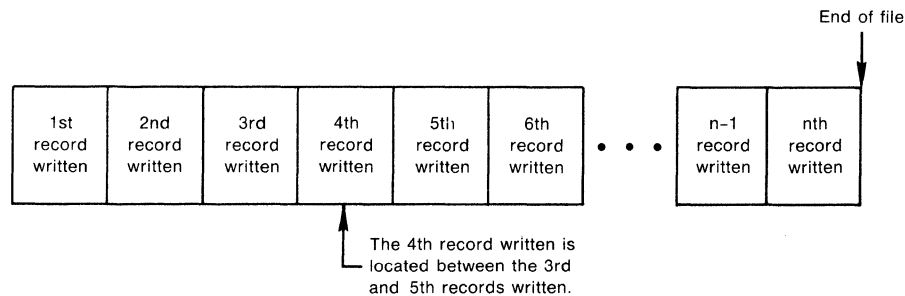 End of file
1st
record
written
2nd
record
written
3rd
record
written
4th
record
written
5th
record
written
6th
record
written
n-1
record
written
nth
record
written
The 4th record written is
located between the 3rd
and 5th records written.